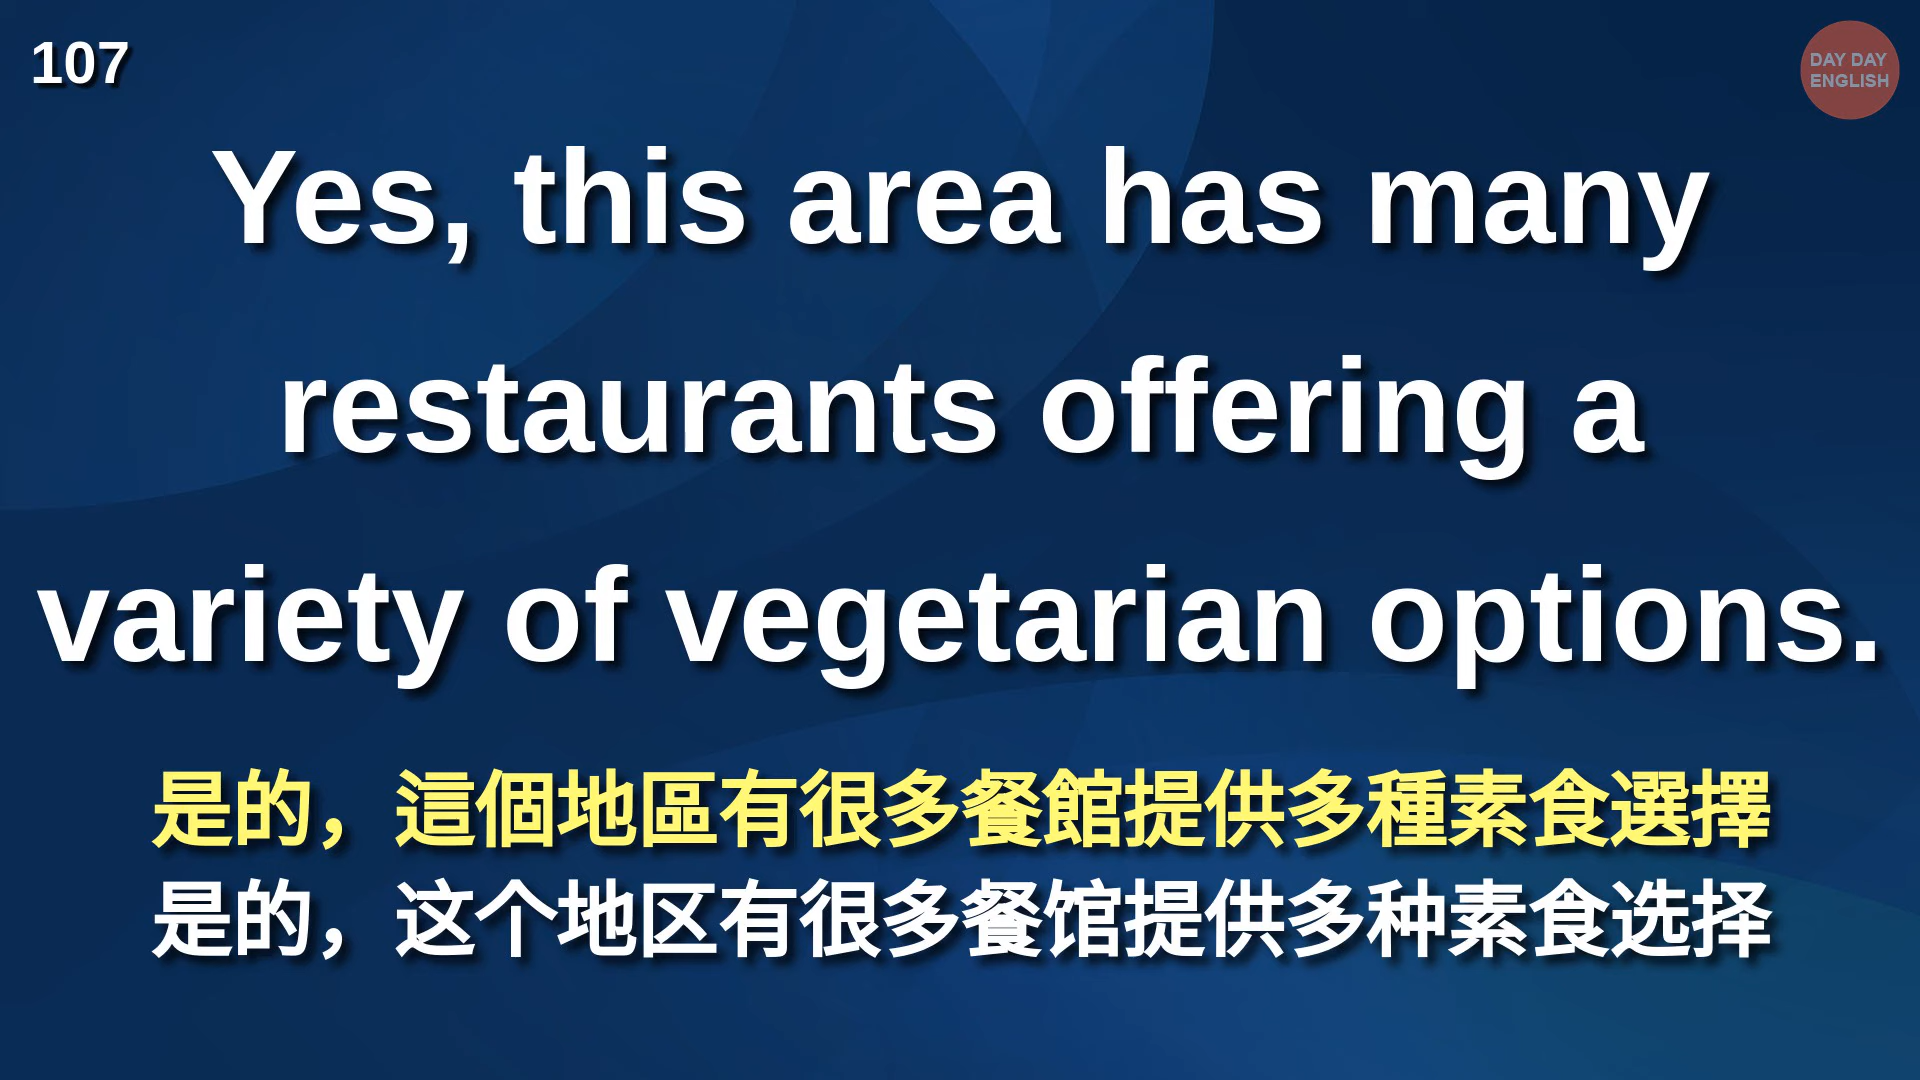 107
DAY DAY
ENGLISH
Yes, this area has many
restaurants offering a
variety of vegetarian options.
是的，這個地區有很多餐館提供多種素食選擇
是的，这个地区有很多餐馆提供多种素食选择